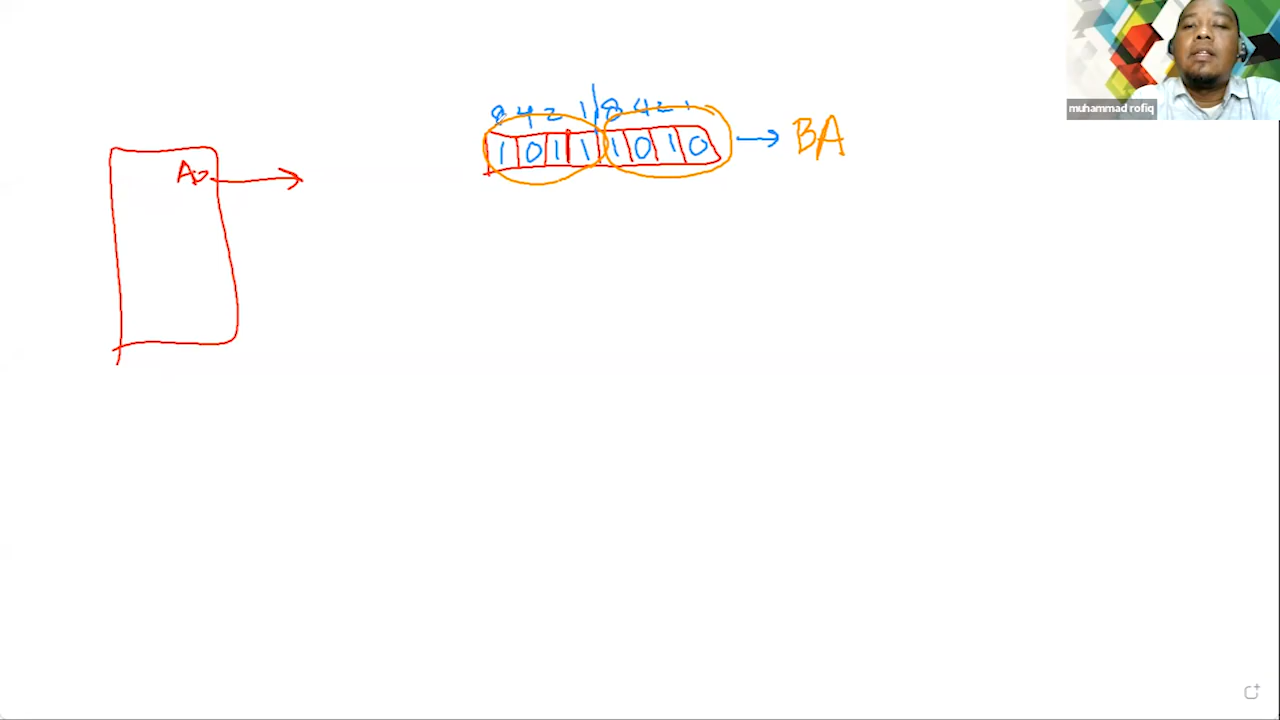 muhammad rofiq
8 4 2 1 8 4 2 1
1 0 1 1 1 0 1 0 → BA
A0